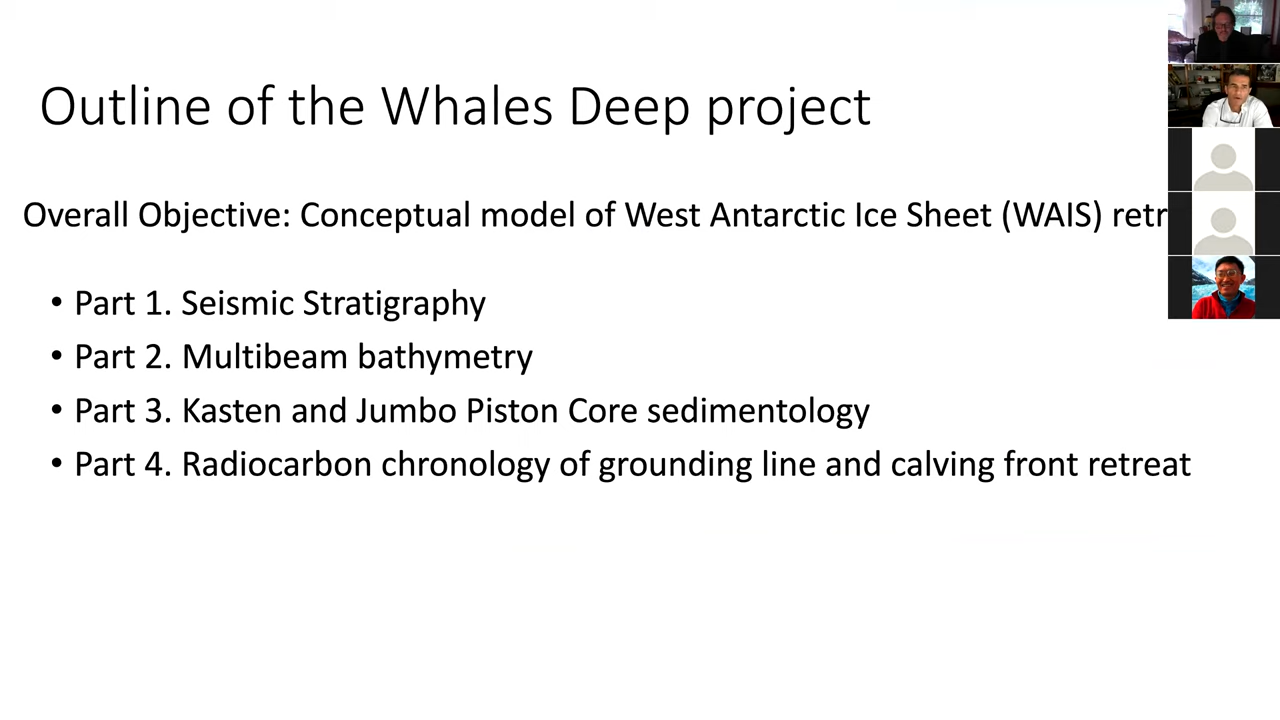 Outline of the Whales Deep project
Overall Objective: Conceptual model of West Antarctic Ice Sheet (WAIS) retr
• Part 1. Seismic Stratigraphy
• Part 2. Multibeam bathymetry
• Part 3. Kasten and Jumbo Piston Core sedimentology
• Part 4. Radiocarbon chronology of grounding line and calving front retreat